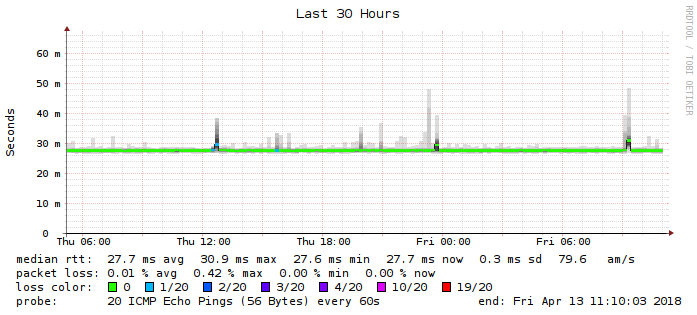 Last 30 Hours
RRDTOOL / TOBI OETIKER
Seconds
60 m
50 m
40 m
30 m
20 m
10 m
0
Thu 06:00 Thu 12:00 Thu 18:00 Fri 00:00 Fri 06:00
median rtt: 27.7 ms avg 30.9 ms max 27.6 ms min 27.7 ms now 0.3 ms sd 79.6 am/s
packet loss: 0.01 % avg 0.42 % max 0.00 % min 0.00 % now
loss color: 0 1/20 2/20 3/20 4/20 10/20 19/20
probe: 20 ICMP Echo Pings (56 Bytes) every 60s end: Fri Apr 13 11:10:03 2018